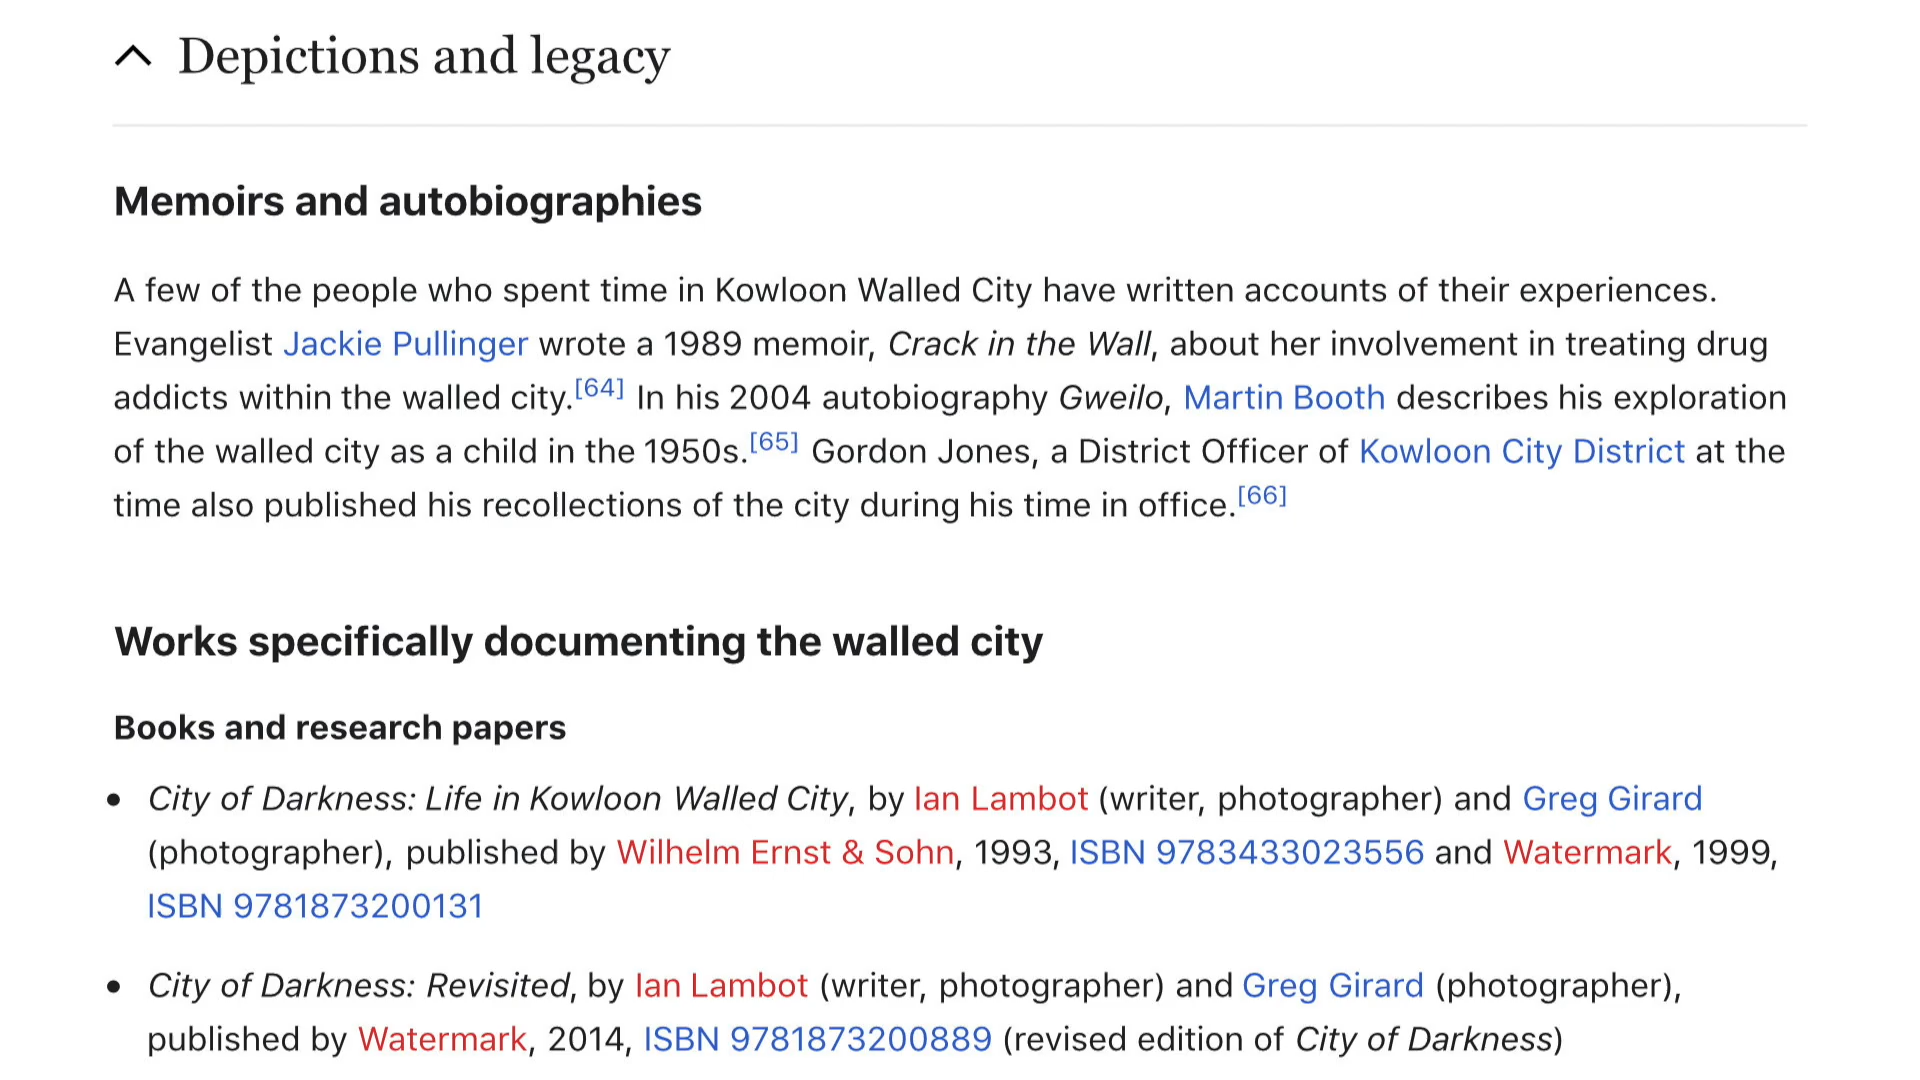 Depictions and legacy
Memoirs and autobiographies
A few of the people who spent time in Kowloon Walled City have written accounts of their experiences.
Evangelist Jackie Pullinger wrote a 1989 memoir, Crack in the Wall, about her involvement in treating drug
addicts within the walled city.[64] In his 2004 autobiography Gweilo, Martin Booth describes his exploration
of the walled city as a child in the 1950s.[65] Gordon Jones, a District Officer of Kowloon City District at the
time also published his recollections of the city during his time in office.[66]
Works specifically documenting the walled city
Books and research papers
• City of Darkness: Life in Kowloon Walled City, by Ian Lambot (writer, photographer) and Greg Girard
(photographer), published by Wilhelm Ernst & Sohn, 1993, ISBN 9783433023556 and Watermark, 1999,
ISBN 9781873200131
• City of Darkness: Revisited, by Ian Lambot (writer, photographer) and Greg Girard (photographer),
published by Watermark, 2014, ISBN 9781873200889 (revised edition of City of Darkness)